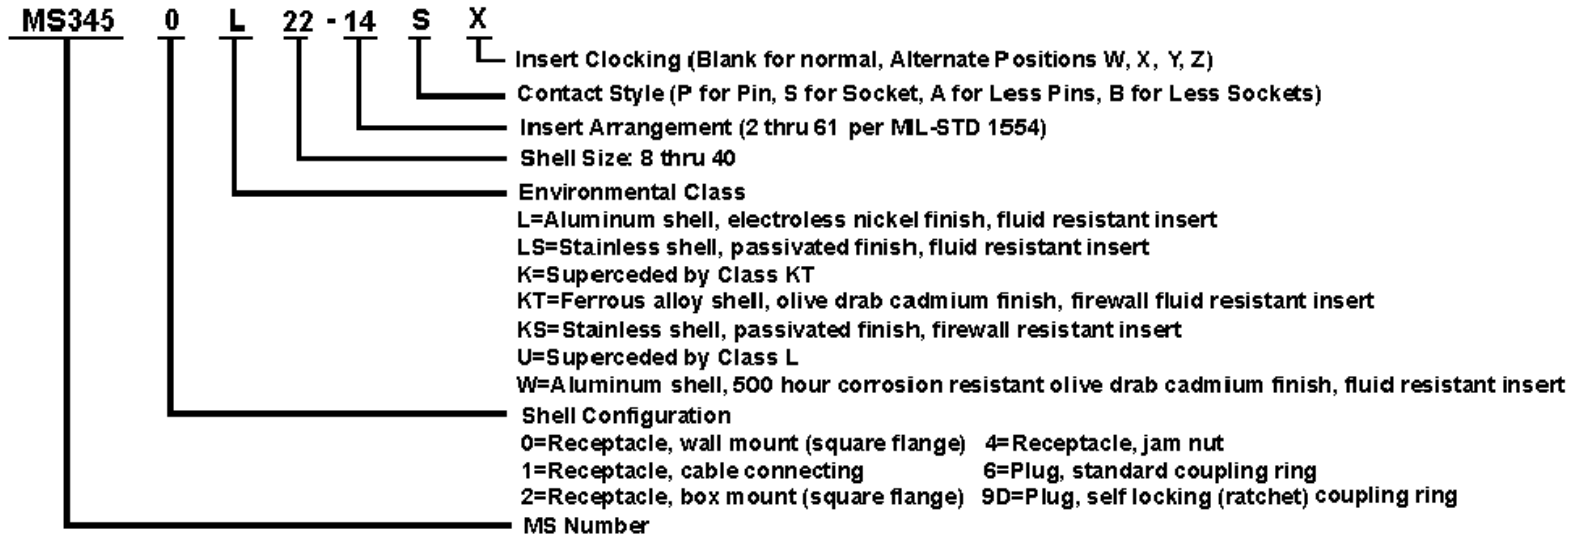 MS345 0 L 22 - 14 S X
Insert Clocking (Blank for normal, Alternate Positions W, X, Y, Z)
Contact Style (P for Pin, S for Socket, A for Less Pins, B for Less Sockets)
Insert Arrangement (2 thru 61 per MIL-STD 1554)
Shell Size: 8 thru 40
Environmental Class
L=Aluminum shell, electroless nickel finish, fluid resistant insert
LS=Stainless shell, passivated finish, fluid resistant insert
K=Superceded by Class KT
KT=Ferrous alloy shell, olive drab cadmium finish, firewall fluid resistant insert
KS=Stainless shell, passivated finish, firewall resistant insert
U=Superceded by Class L
W=Aluminum shell, 500 hour corrosion resistant olive drab cadmium finish, fluid resistant insert
Shell Configuration
0=Receptacle, wall mount (square flange) 4=Receptacle, jam nut
1=Receptacle, cable connecting 6=Plug, standard coupling ring
2=Receptacle, box mount (square flange) 9D=Plug, self locking (ratchet) coupling ring
MS Number